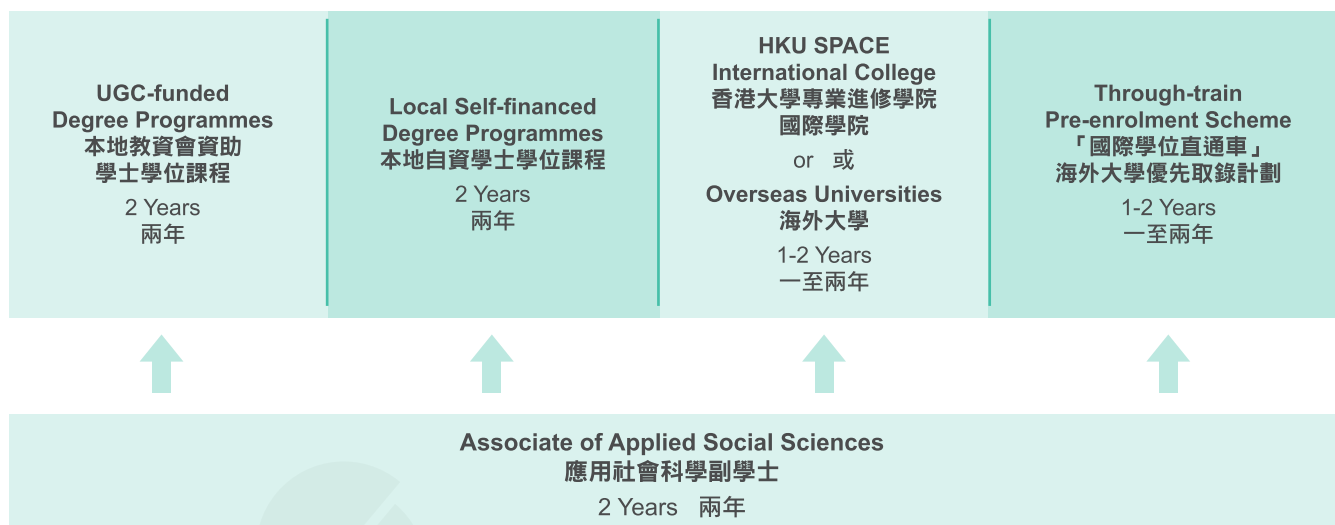 UGC-funded
Degree Programmes
本地教資會資助
學士學位課程
2 Years
兩年
Local Self-financed
Degree Programmes
本地自資學士學位課程
2 Years
兩年
HKU SPACE
International College
香港大學專業進修學院
國際學院
or 或
Overseas Universities
海外大學
1-2 Years
一至兩年
Through-train
Pre-enrolment Scheme
「國際學位直通車」
海外大學優先取錄計劃
1-2 Years
一至兩年
Associate of Applied Social Sciences
應用社會科學副學士
2 Years 兩年